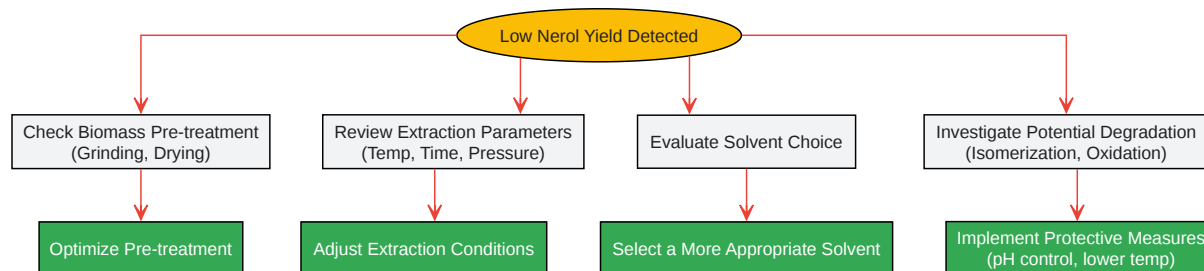 Low Nerol Yield Detected
Check Biomass Pre-treatment
(Grinding, Drying)
Review Extraction Parameters
(Temp, Time, Pressure)
Evaluate Solvent Choice
Investigate Potential Degradation
(Isomerization, Oxidation)
Optimize Pre-treatment
Adjust Extraction Conditions
Select a More Appropriate Solvent
Implement Protective Measures
(pH control, lower temp)